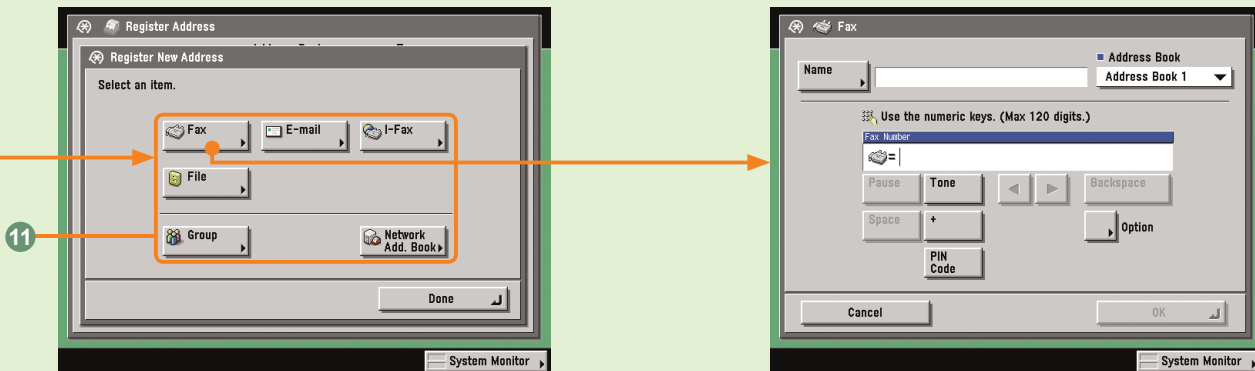 Register Address
Register New Address
Select an item.
Fax
E-mail
I-Fax
File
11
Group
Network
Add. Book
Done
System Monitor
Fax
Name
Address Book
Address Book 1
Use the numeric keys. (Max 120 digits.)
Fax Number
=
Pause
Tone
Backspace
Space
+
Option
PIN
Code
Cancel
OK
System Monitor